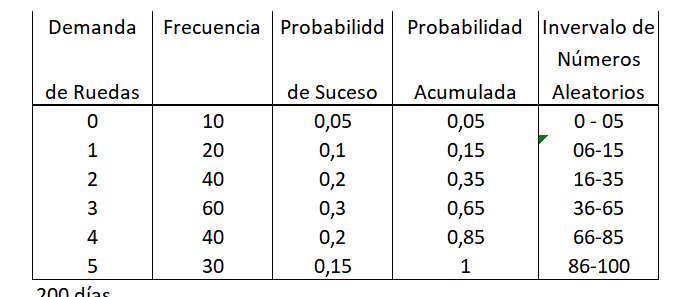 Demanda Frecuencia Probabilidd Probabilidad Invervalo de
Números
de Ruedas de Suceso Acumulada Aleatorios
0 10 0,05 0,05 0 - 05
1 20 0,1 0,15 06-15
2 40 0,2 0,35 16-35
3 60 0,3 0,65 36-65
4 40 0,2 0,85 66-85
5 30 0,15 1 86-100
200 días